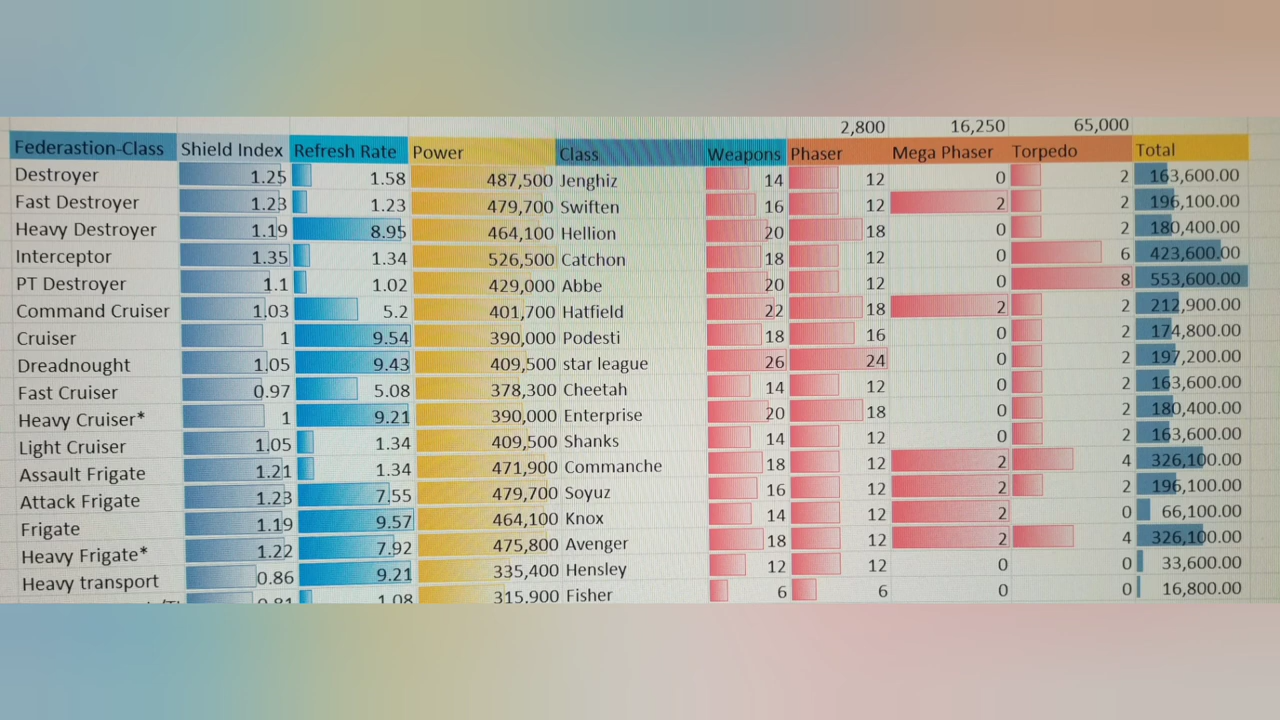 2,800 16,250 65,000
Federastion-Class Shield Index Refresh Rate Power Class Weapons Phaser Mega Phaser Torpedo Total
Destroyer 1.25 1.58 487,500 Jenghiz 14 12 0 2 163,600.00
Fast Destroyer 1.23 1.23 479,700 Swiften 16 12 2 2 196,100.00
Heavy Destroyer 1.19 8.95 464,100 Hellion 20 18 0 2 180,400.00
Interceptor 1.35 1.34 526,500 Catchon 18 12 0 6 423,600.00
PT Destroyer 1.1 1.02 429,000 Abbe 20 12 0 8 553,600.00
Command Cruiser 1.03 5.2 401,700 Hatfield 22 18 2 2 212,900.00
Cruiser 1 9.54 390,000 Podesti 18 16 0 2 174,800.00
Dreadnought 1.05 9.43 409,500 star league 26 24 0 2 197,200.00
Fast Cruiser 0.97 5.08 378,300 Cheetah 14 12 0 2 163,600.00
Heavy Cruiser* 1 9.21 390,000 Enterprise 20 18 0 2 180,400.00
Light Cruiser 1.05 1.34 409,500 Shanks 14 12 0 2 163,600.00
Assault Frigate 1.21 1.34 471,900 Commanche 18 12 2 4 326,100.00
Attack Frigate 1.23 7.55 479,700 Soyuz 16 12 2 2 196,100.00
Frigate 1.19 9.57 464,100 Knox 14 12 2 0 66,100.00
Heavy Frigate* 1.22 7.92 475,800 Avenger 18 12 2 4 326,100.00
Heavy transport 0.86 9.21 335,400 Hensley 12 12 0 0 33,600.00
0.81 1.08 315,900 Fisher 6 6 0 0 16,800.00